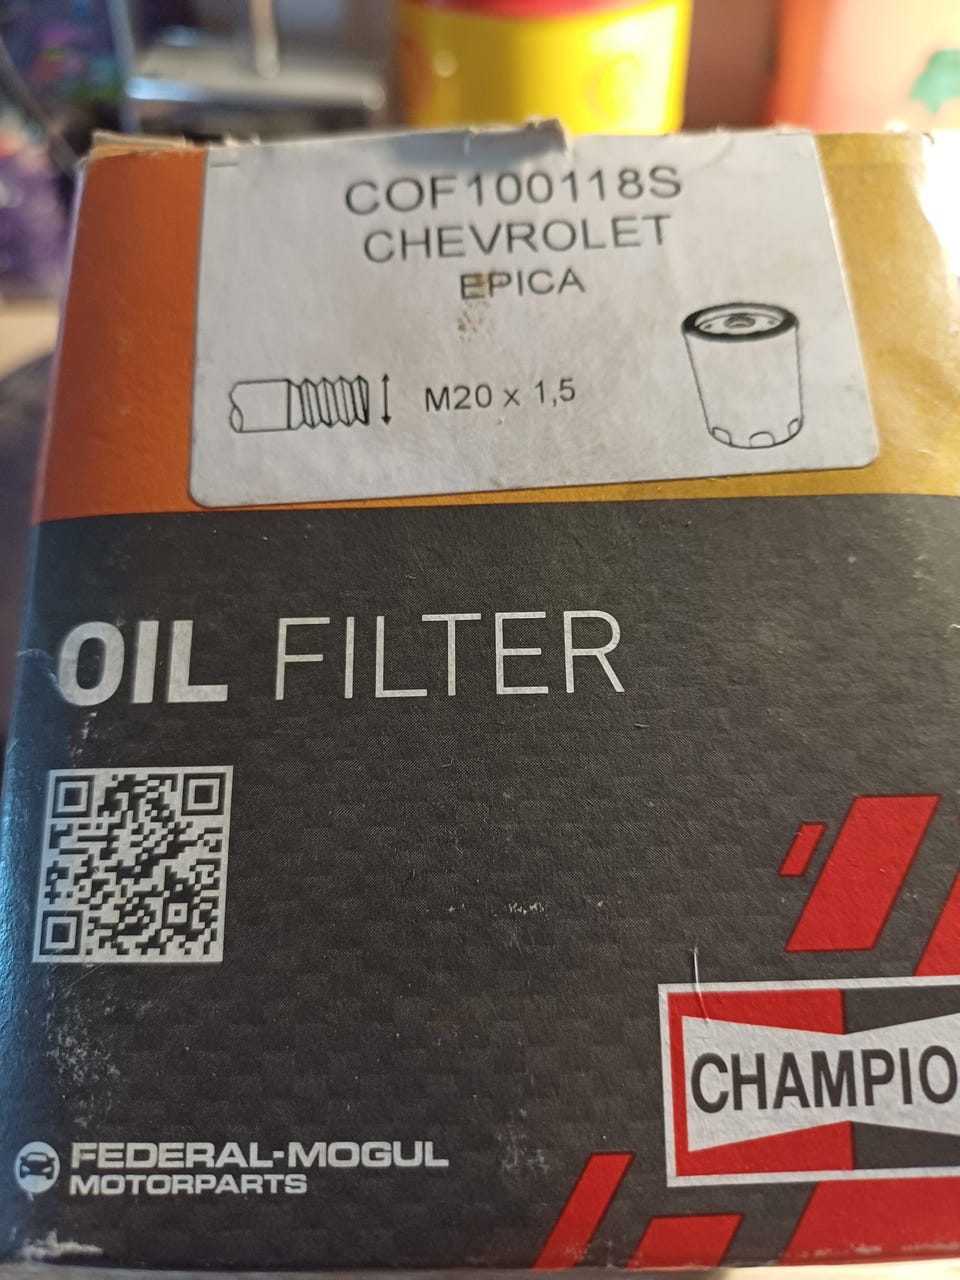 COF100118S
CHEVROLET
EPICA
M20 x 1,5
OIL FILTER
CHAMPIO
FEDERAL-MOGUL
MOTORPARTS